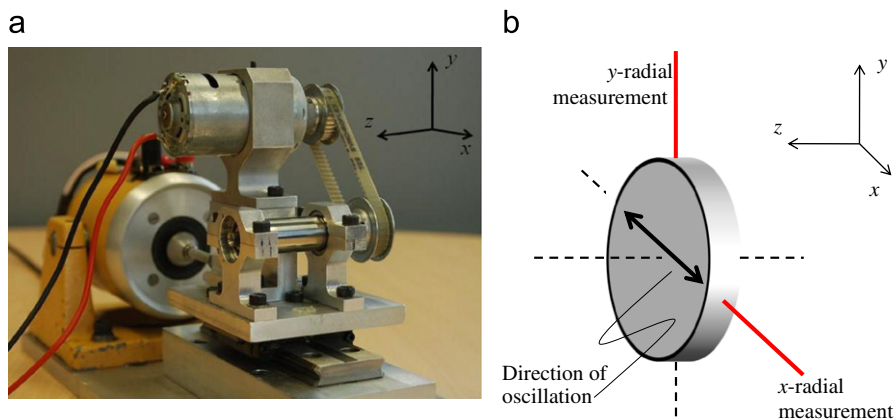 a
y
z
x
b
y-radial
measurement
y
z
x
Direction of
oscillation
x-radial
measurement